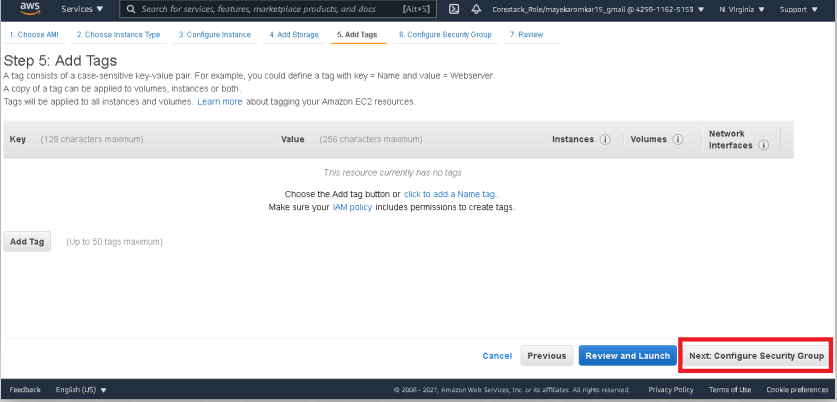 aws Services ▼ Search for services, features, marketplace products, and docs [Alt+S] Corestack_Role/mayekaromkar15_gmail @ 4250-1162-5159 ▼ N. Virginia ▼ Support ▼
1. Choose AMI 2. Choose Instance Type 3. Configure Instance 4. Add Storage 5. Add Tags 6. Configure Security Group 7. Review
Step 5: Add Tags
A tag consists of a case-sensitive key-value pair. For example, you could define a tag with key = Name and value = Webserver.
A copy of a tag can be applied to volumes, instances or both.
Tags will be applied to all instances and volumes. Learn more about tagging your Amazon EC2 resources.
Key (128 characters maximum) Value (256 characters maximum) Instances i Volumes i Network
Interfaces i
This resource currently has no tags
Choose the Add tag button or click to add a Name tag.
Make sure your IAM policy includes permissions to create tags.
Add Tag (Up to 50 tags maximum)
Cancel Previous Review and Launch Next: Configure Security Group
Feedback English (US) ▼ © 2008 - 2021, Amazon Web Services, Inc. or its affiliates. All rights reserved. Privacy Policy Terms of Use Cookie preferences